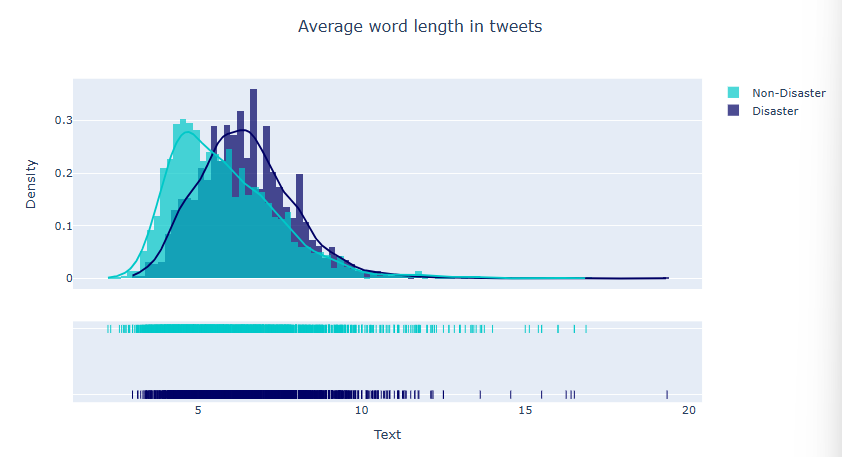 Average word length in tweets
Non-Disaster
Disaster
Density
0.3
0.2
0.1
0
5
10
15
20
Text